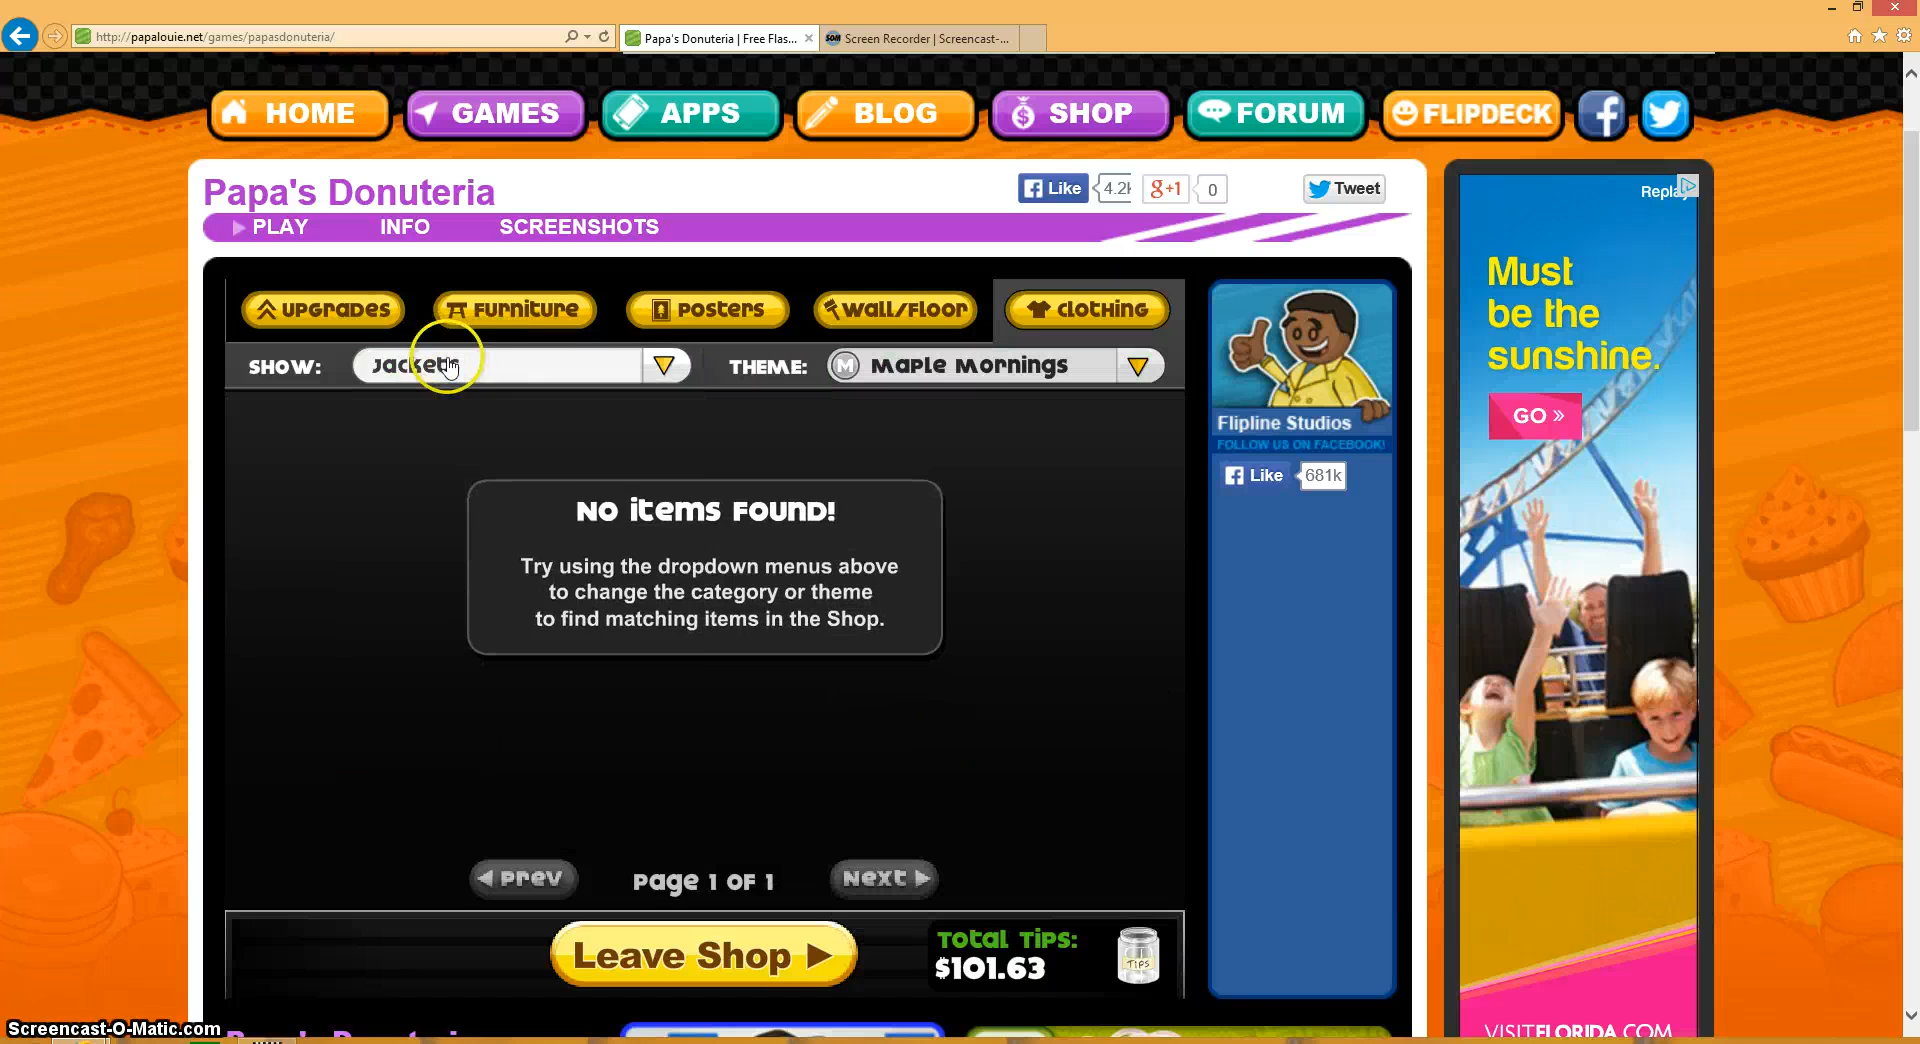 http://papalouie.net/games/papasdonuteria/
Papa's Donuteria | Free Flas...
Screen Recorder | Screencast-...
HOME
GAMES
APPS
BLOG
SHOP
FORUM
FLIPDECK
Papa's Donuteria
Like
4.2k
g+1
0
Tweet
PLAY
INFO
SCREENSHOTS
Upgrades
Furniture
Posters
Wall/Floor
Clothing
SHOW:
Jackets
THEME:
M
Maple Mornings
No items found!
Try using the dropdown menus above
to change the category or theme
to find matching items in the Shop.
Prev
Page 1 of 1
Next
Leave Shop
Total Tips:
$101.63
TIPS
Flipline Studios
FOLLOW US ON FACEBOOK!
Like
681k
Replay
Must
be the
sunshine.
GO »
VISITFLORIDA.COM
Screencast-O-Matic.com
Papa's Donuteria